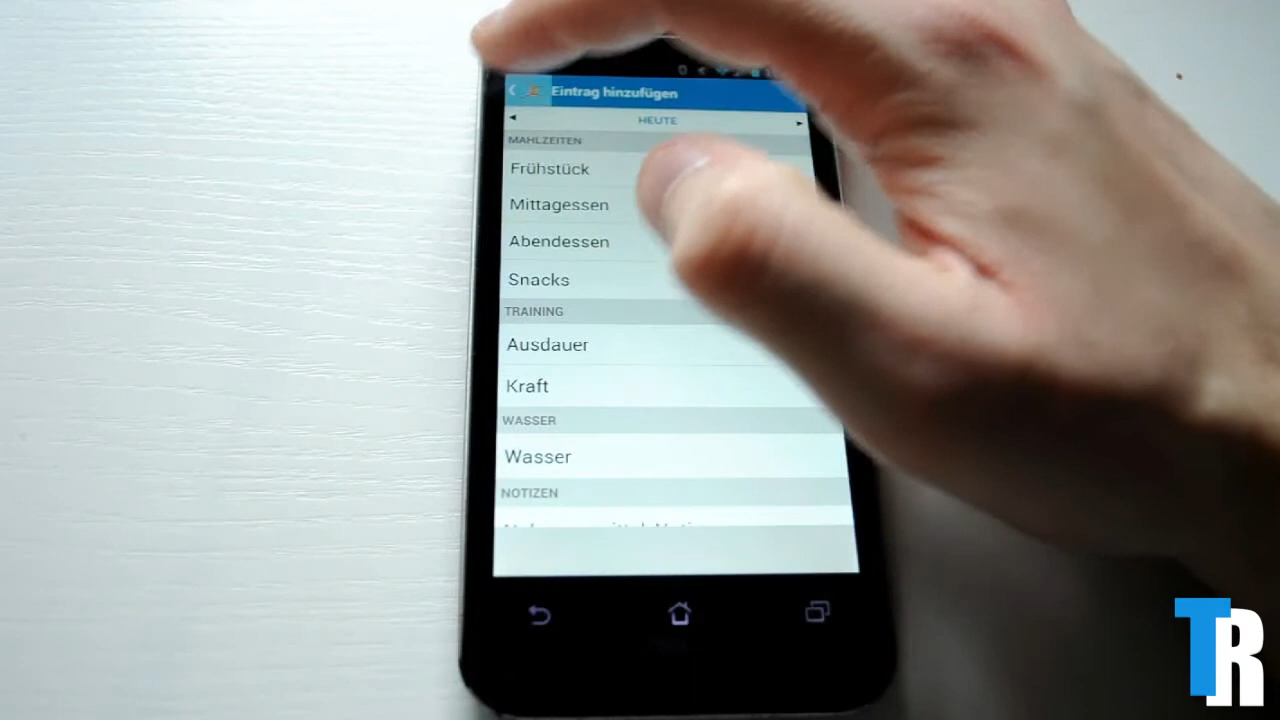 Eintrag hinzufügen
HEUTE
MAHLZEITEN
Frühstück
Mittagessen
Abendessen
Snacks
TRAINING
Ausdauer
Kraft
WASSER
Wasser
NOTIZEN
TR